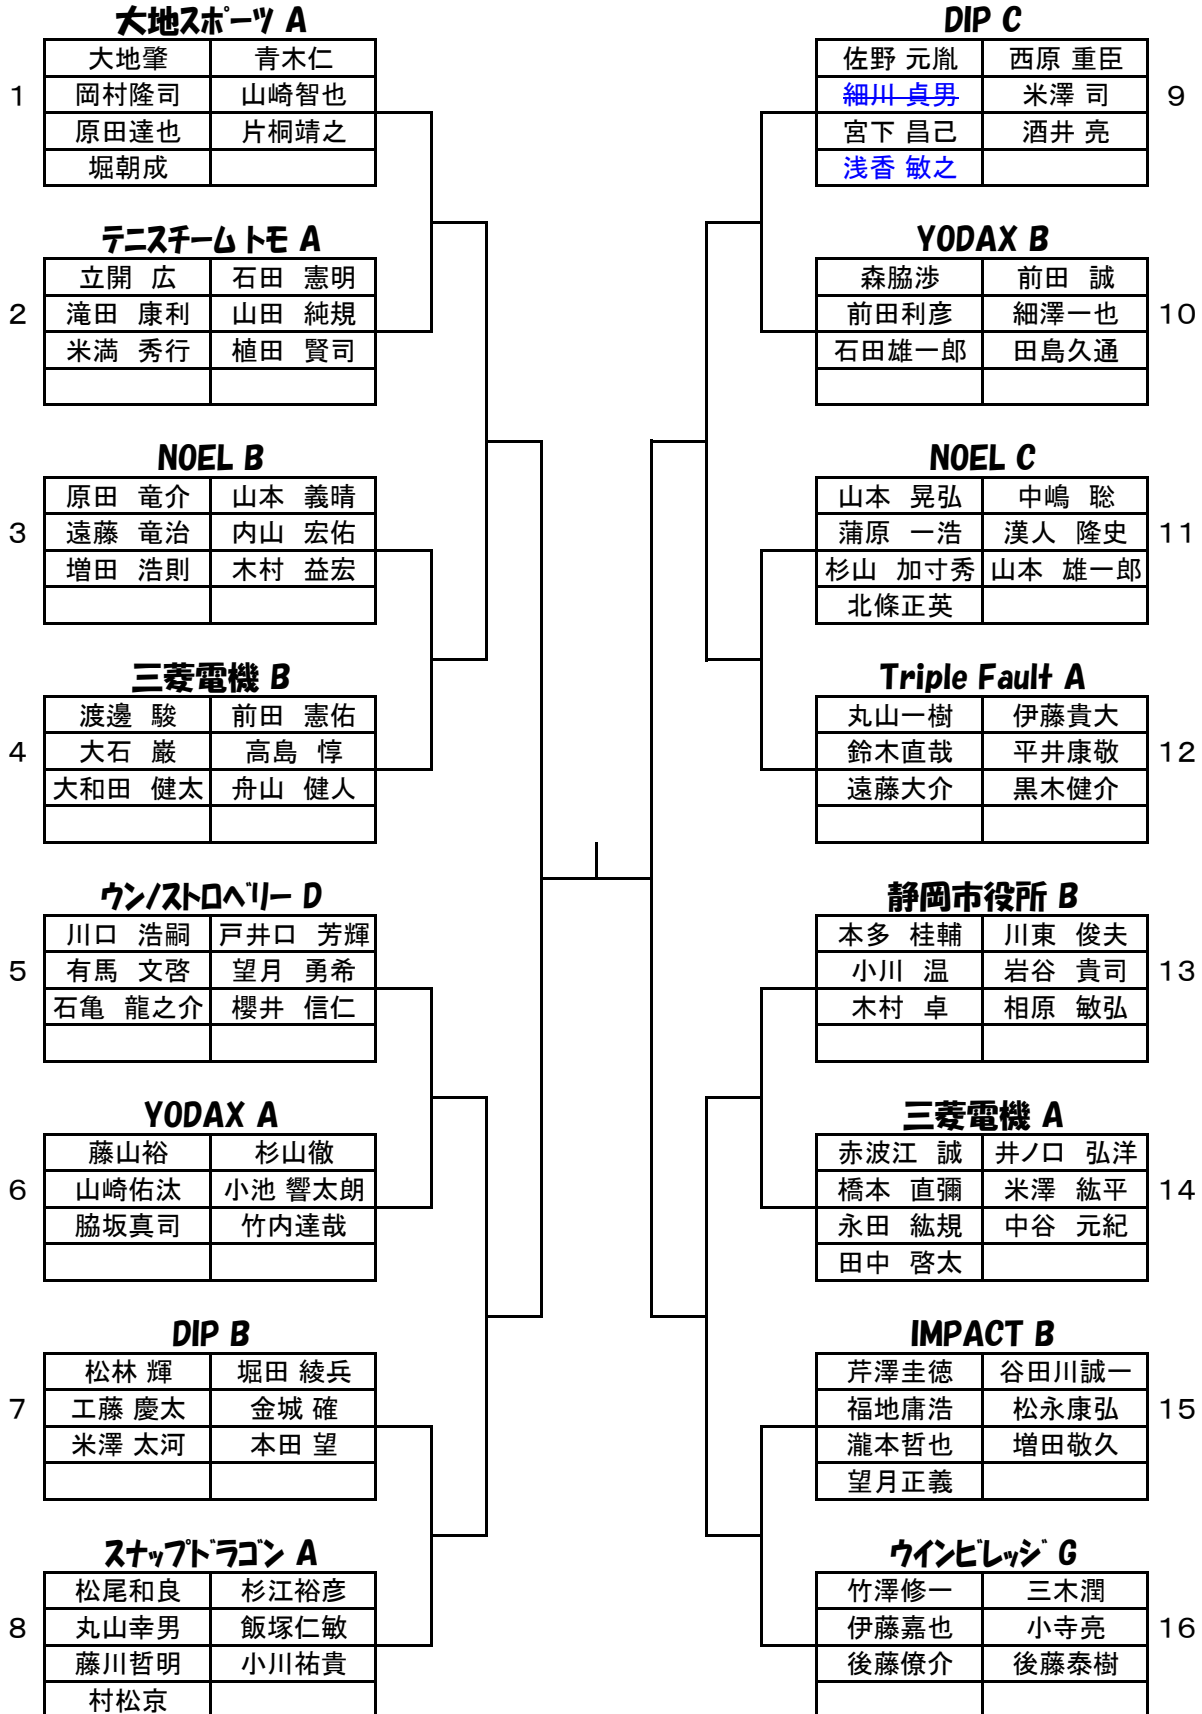 大地スポーツ A
1
大地肇 青木仁
岡村隆司 山崎智也
原田達也 片桐靖之
堀朝成
テニスチーム トモ A
2
立開　広 石田　憲明
滝田　康利 山田　純規
米満　秀行 植田　賢司
NOEL B
3
原田　竜介 山本　義晴
遠藤　竜治 内山　宏佑
増田　浩則 木村　益宏
三菱電機 B
4
渡邊　駿 前田　憲佑
大石　巌 高島　惇
大和田　健太 舟山　健人
ウンノストロベリー D
5
川口　浩嗣 戸井口　芳輝
有馬　文啓 望月　勇希
石亀　龍之介 櫻井　信仁
YODAX A
6
藤山裕 杉山徹
山崎佑汰 小池 響太朗
脇坂真司 竹内達哉
DIP B
7
松林 輝 堀田 綾兵
工藤 慶太 金城 確
米澤 太河 本田 望
スナップドラゴン A
8
松尾和良 杉江裕彦
丸山幸男 飯塚仁敏
藤川哲明 小川祐貴
村松京
DIP C
9
佐野 元胤 西原 重臣
細川 貞男 米澤 司
宮下 昌己 酒井 亮
浅香 敏之
YODAX B
10
森脇渉 前田　誠
前田利彦 細澤一也
石田雄一郎 田島久通
NOEL C
11
山本　晃弘 中嶋　聡
蒲原　一浩 漢人　隆史
杉山　加寸秀 山本　雄一郎
北條正英
Triple Fault A
12
丸山一樹 伊藤貴大
鈴木直哉 平井康敬
遠藤大介 黒木健介
静岡市役所 B
13
本多　桂輔 川東　俊夫
小川　温 岩谷　貴司
木村　卓 相原　敏弘
三菱電機 A
14
赤波江　誠 井ノ口　弘洋
橋本　直彌 米澤　紘平
永田　紘規 中谷　元紀
田中　啓太
IMPACT B
15
芹澤圭徳 谷田川誠一
福地庸浩 松永康弘
瀧本哲也 増田敬久
望月正義
ウインビレッジ G
16
竹澤修一 三木潤
伊藤嘉也 小寺亮
後藤僚介 後藤泰樹